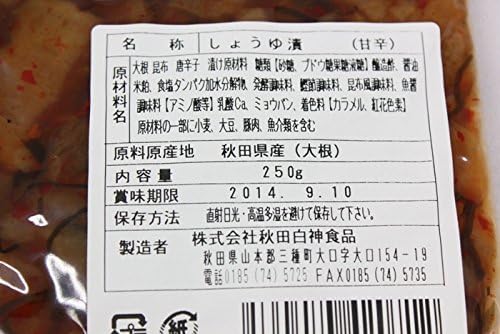 名 称 しょうゆ漬 (甘辛)
原材料名 大根 昆布 唐辛子 漬け原材料 糖類【砂糖、ブドウ糖果糖液糖】醸造酢、醤油
米飴、食塩タンパク加水分解物、発酵調味料、鰹節調味料、昆布風味調味料、魚醤
調味料【アミノ酸等】乳酸Ca、ミョウバン、着色料【カラメル、紅花色素】
原材料の一部に小麦、大豆、豚肉、魚介類を含む
原料原産地 秋田県産(大根)
内容量 250g
賞味期限 2014. 9.10
保存方法 直射日光・高温多湿を避けて保存して下さい。
製造者 株式会社秋田白神食品
秋田県山本郡三種町大口字大口154-19
電話0185(74)5725 FAX0185(74)5735
紙